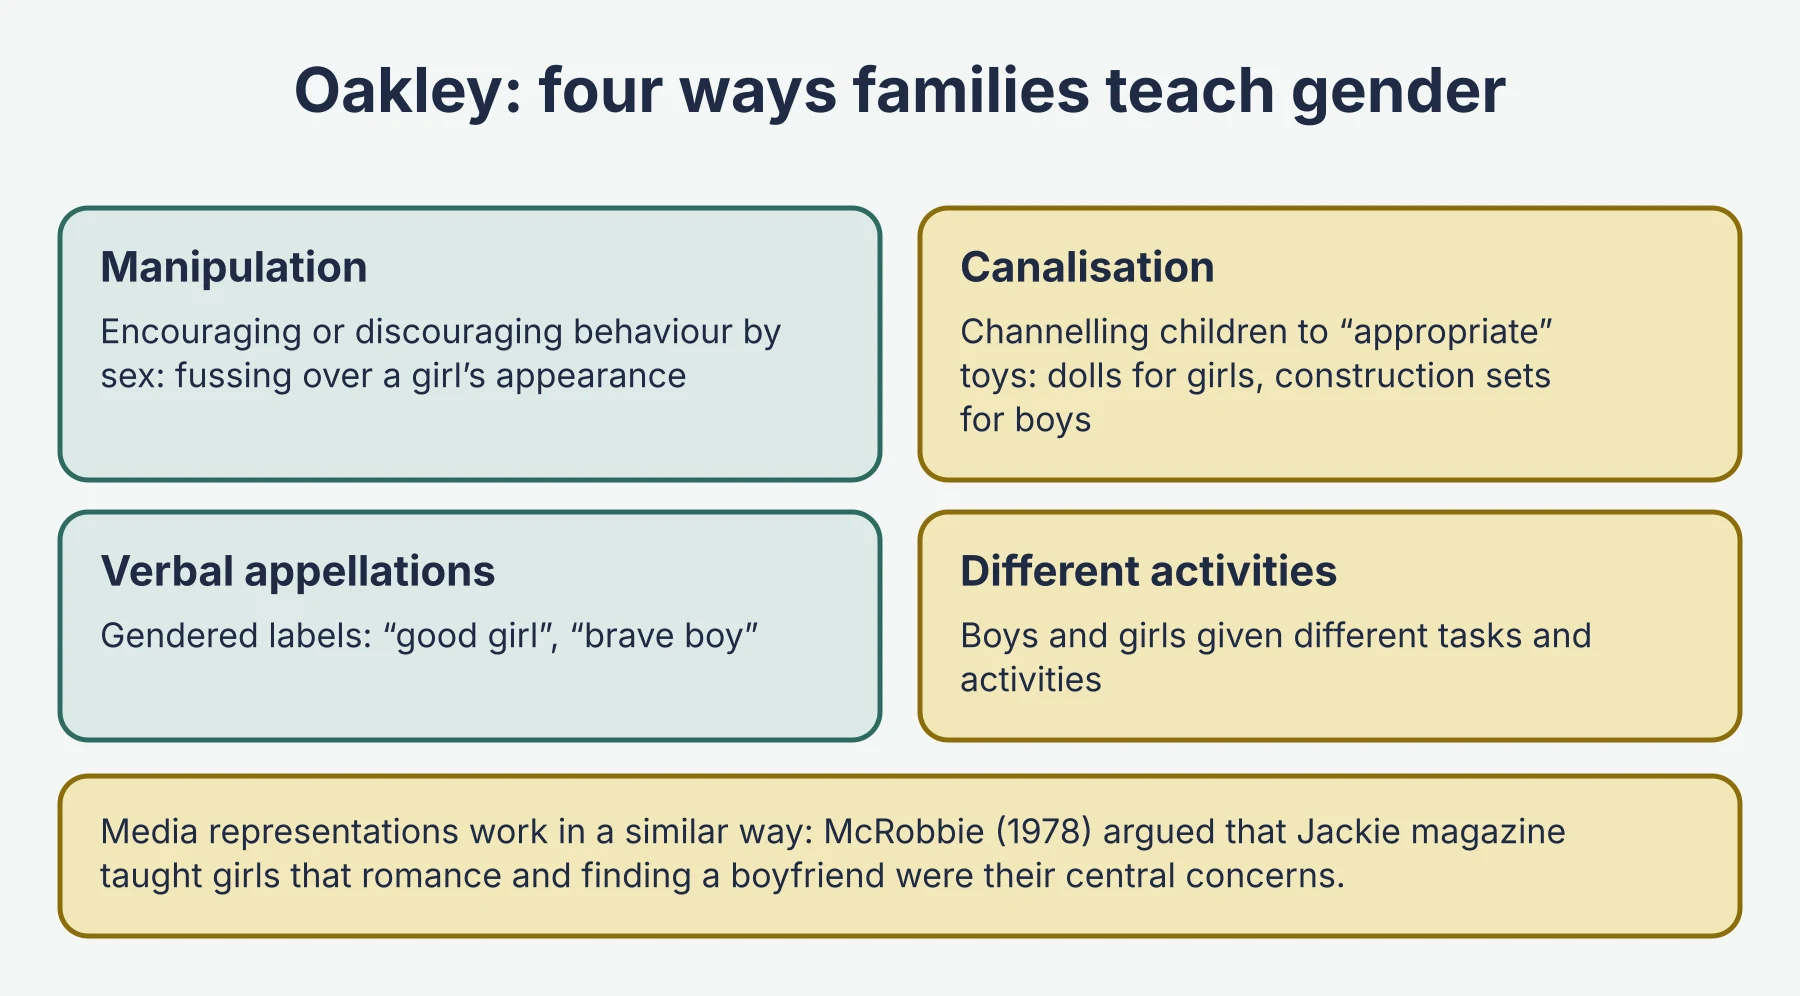 Oakley: four ways families teach gender
Manipulation
Encouraging or discouraging behaviour by
sex: fussing over a girl’s appearance
Canalisation
Channelling children to “appropriate”
toys: dolls for girls, construction sets
for boys
Verbal appellations
Gendered labels: “good girl”, “brave boy”
Different activities
Boys and girls given different tasks and
activities
Media representations work in a similar way: McRobbie (1978) argued that Jackie magazine
taught girls that romance and finding a boyfriend were their central concerns.